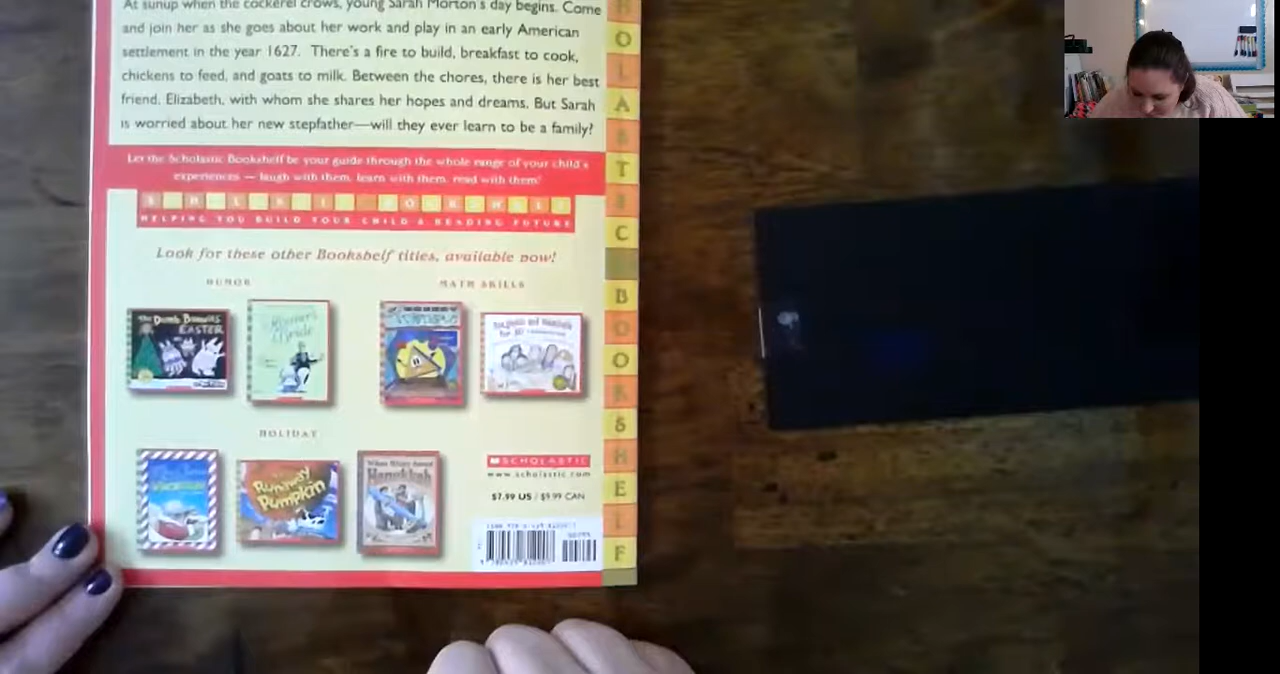 At sunup when the cockerel crows, young Sarah Morton's day begins. Come
and join her as she goes about her work and play in an early American
settlement in the year 1627. There's a fire to build, breakfast to cook,
chickens to feed, and goats to milk. Between the chores, there is her best
friend, Elizabeth, with whom she shares her hopes and dreams. But Sarah
is worried about her new stepfather—will they ever learn to be a family?
Let the Scholastic Bookshelf be your guide through the whole range of your child's
experiences — laugh with them, learn with them, read with them!
HELPING YOU BUILD YOUR CHILD'S READING FUTURE
Look for these other Bookshelf titles, available now!
HUMOR
MATH SKILLS
the Dumb Bunnies
EASTER
HOLIDAY
Runaway
Pumpkin
Hanukkah
SCHOLASTIC
www.scholastic.com
$7.99 US / $9.99 CAN
O
L
A
S
T
I
C
B
O
O
K
S
H
E
L
F